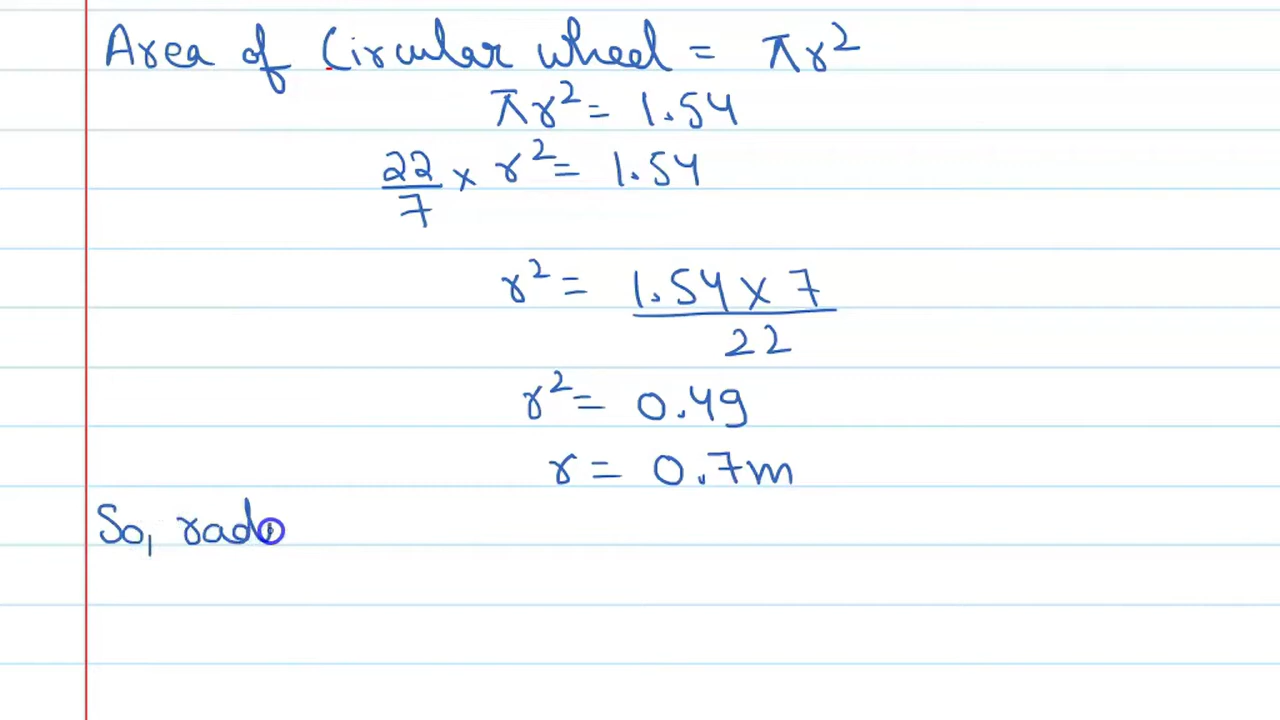 Area of Circular wheel = πr²
πr² = 1.54
22/7 × r² = 1.54
r² = 1.54 × 7 / 22
r² = 0.49
r = 0.7m
So, rad